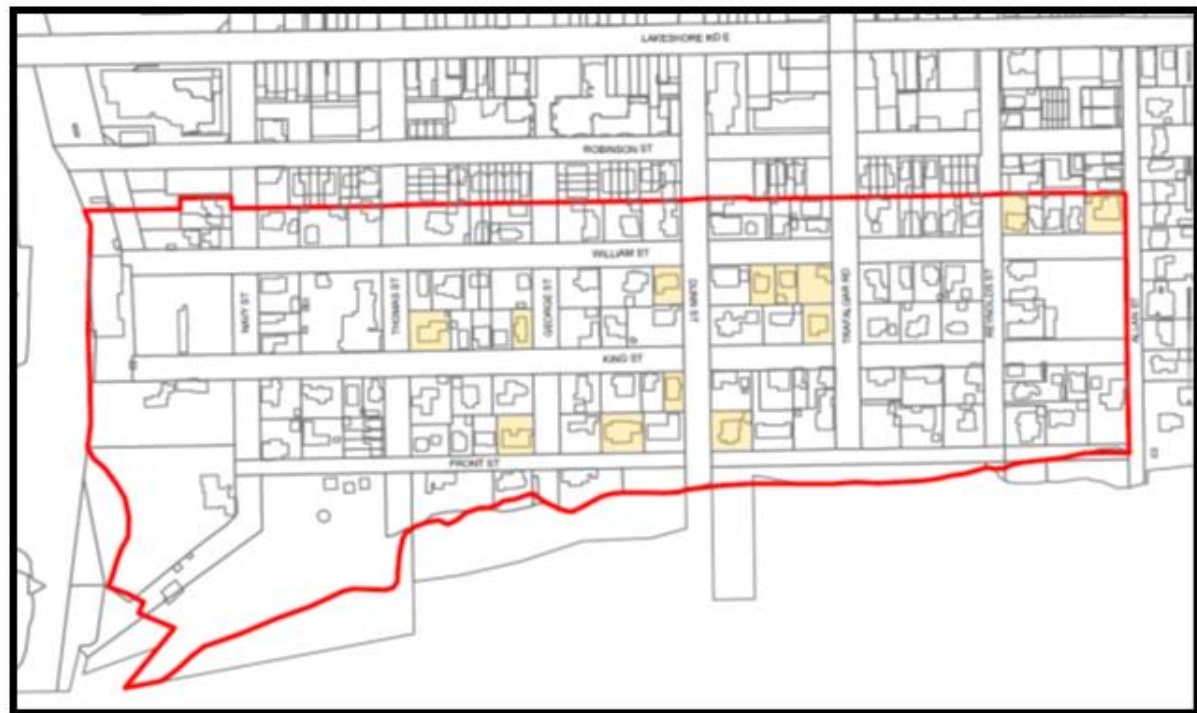 LAKESHORE RD E
ROBINSON ST
WILLIAM ST
NAVY ST
THOMAS ST
GEORGE ST
DUNN ST
TRAFALGAR RD
REYNOLDS ST
ALLAN ST
KING ST
FRONT ST